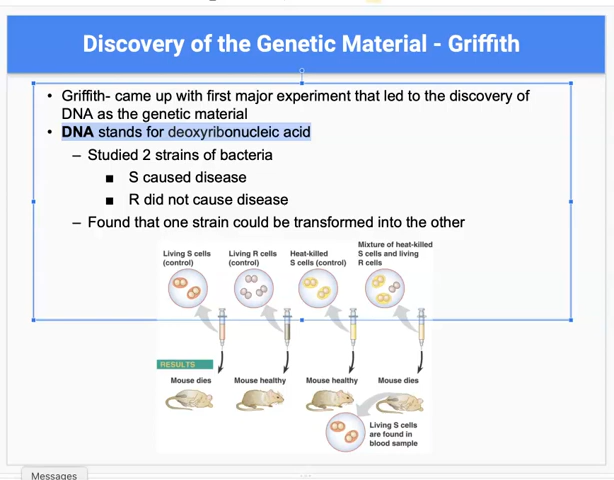 Discovery of the Genetic Material - Griffith
• Griffith- came up with first major experiment that led to the discovery of
DNA as the genetic material
• DNA stands for deoxyribonucleic acid
– Studied 2 strains of bacteria
■ S caused disease
■ R did not cause disease
– Found that one strain could be transformed into the other
Living S cells
(control)
Living R cells
(control)
Heat-killed
S cells (control)
Mixture of heat-killed
S cells and living
R cells
RESULTS
Mouse dies
Mouse healthy
Mouse healthy
Mouse dies
Living S cells
are found in
blood sample
Messages